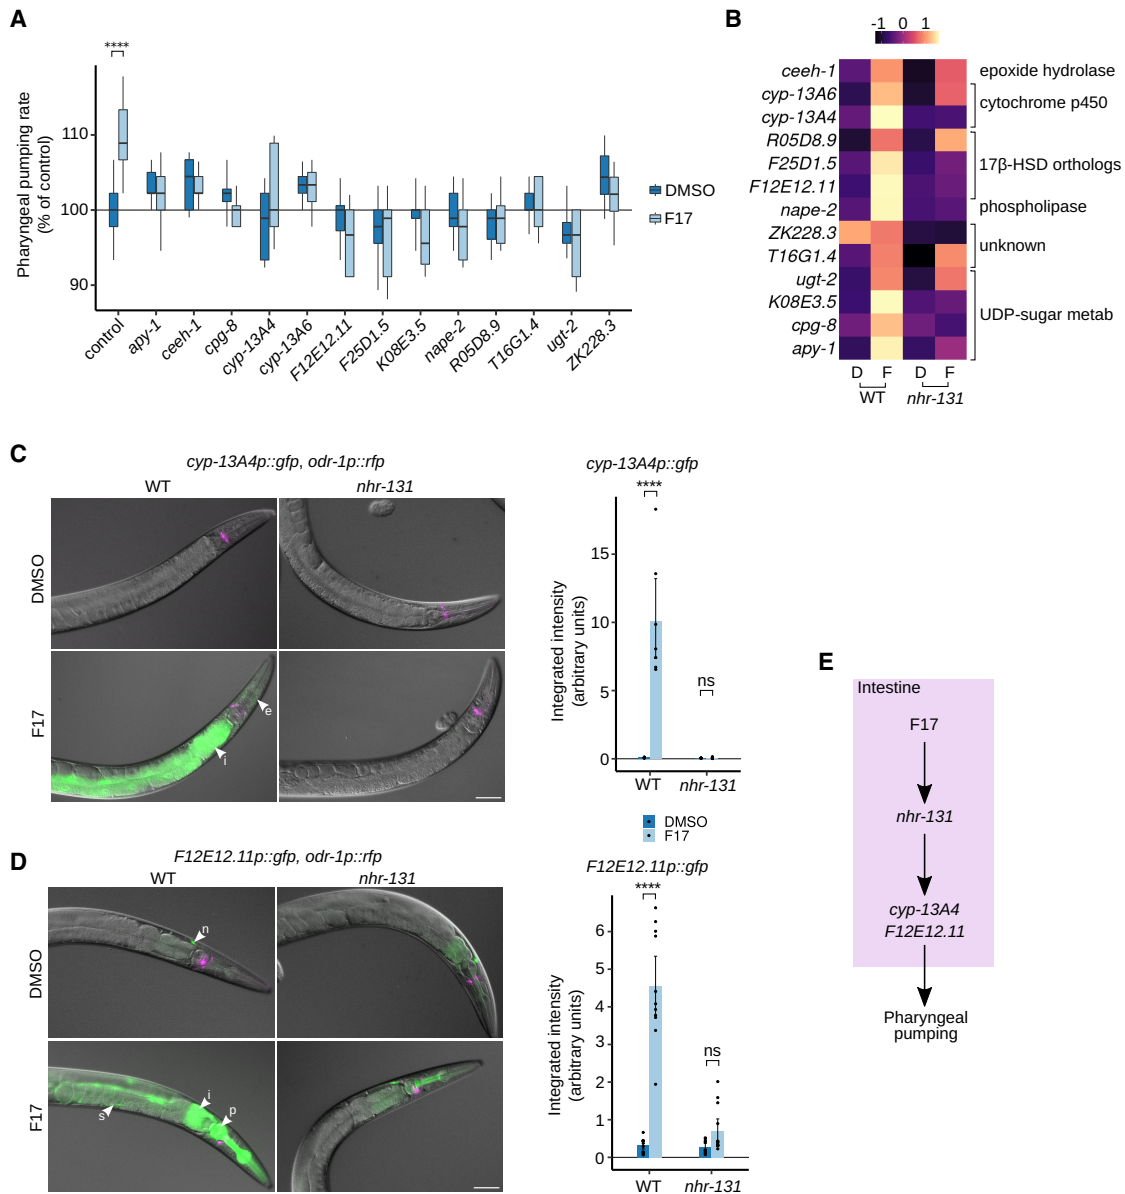 A
****
Pharyngeal pumping rate
(% of control)
110
100
90
DMSO
F17
control
apy-1
ceeh-1
cpg-8
cyp-13A4
cyp-13A6
F12E12.11
F25D1.5
K08E3.5
nape-2
R05D8.9
T16G1.4
ugt-2
ZK228.3
B
-1 0 1
ceeh-1
cyp-13A6
cyp-13A4
R05D8.9
F25D1.5
F12E12.11
nape-2
ZK228.3
T16G1.4
ugt-2
K08E3.5
cpg-8
apy-1
epoxide hydrolase
cytochrome p450
17β-HSD orthologs
phospholipase
unknown
UDP-sugar metab
D F D F
WT nhr-131
C
cyp-13A4p::gfp, odr-1p::rfp
WT nhr-131
DMSO
F17
e
i
cyp-13A4p::gfp
****
ns
Integrated intensity
(arbitrary units)
15
10
5
0
WT nhr-131
DMSO
F17
D
F12E12.11p::gfp, odr-1p::rfp
WT nhr-131
DMSO
F17
n
i
p
s
F12E12.11p::gfp
****
ns
Integrated intensity
(arbitrary units)
6
5
4
3
2
1
0
WT nhr-131
E
Intestine
F17
nhr-131
cyp-13A4
F12E12.11
Pharyngeal
pumping